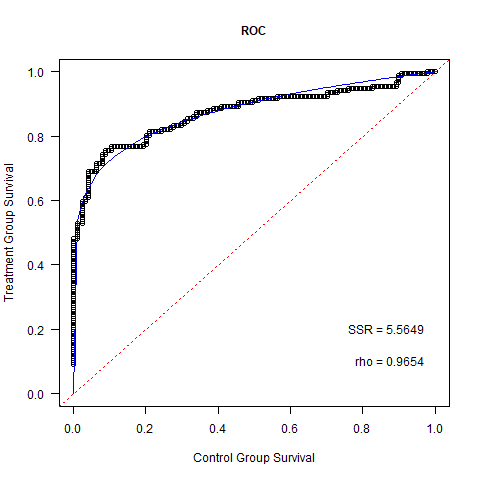 ROC
Treatment Group Survival
1.0
0.8
0.6
0.4
0.2
0.0
SSR = 5.5649
rho = 0.9654
0.0 0.2 0.4 0.6 0.8 1.0
Control Group Survival